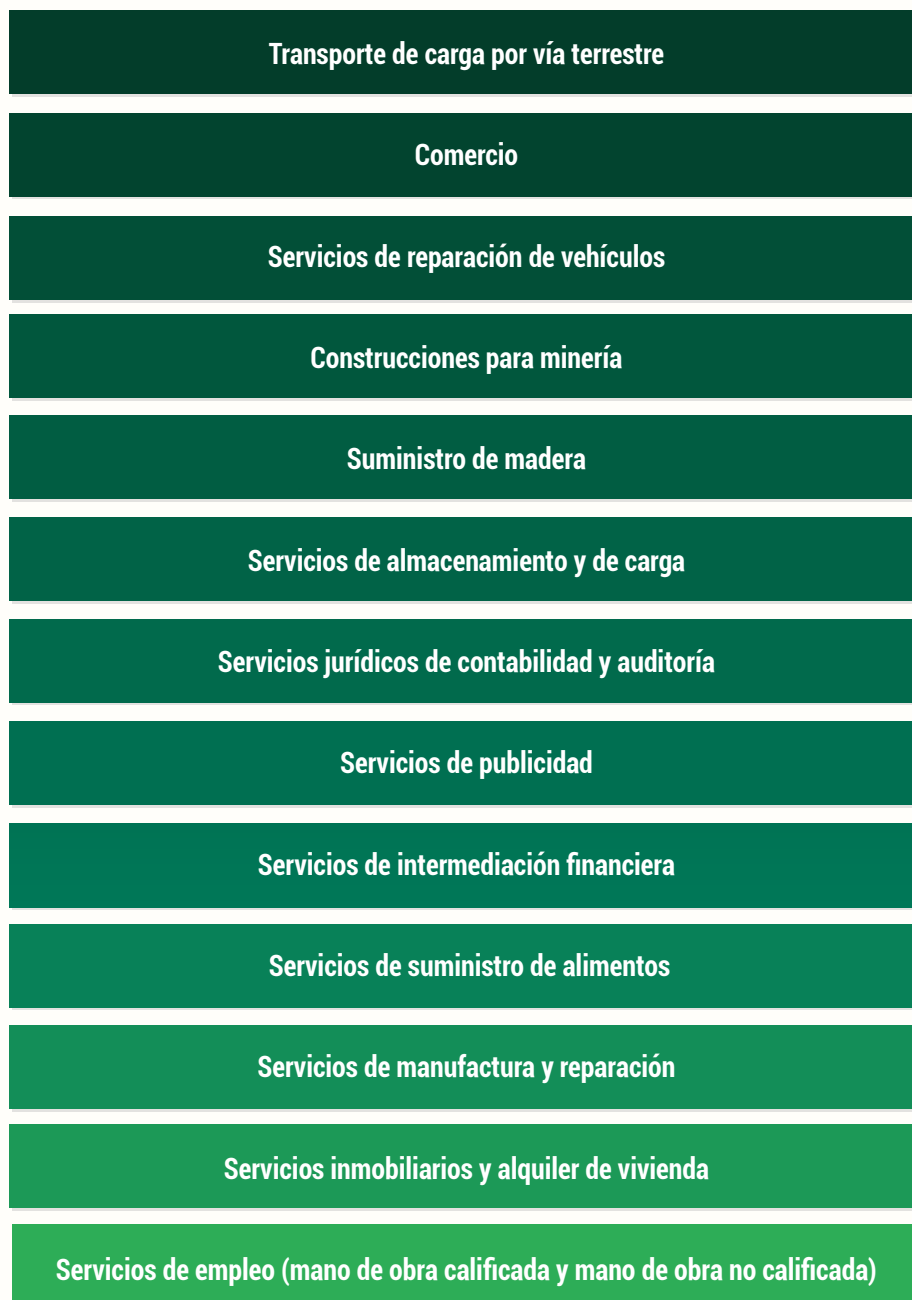 Transporte de carga por vía terrestre
Comercio
Servicios de reparación de vehículos
Construcciones para minería
Suministro de madera
Servicios de almacenamiento y de carga
Servicios jurídicos de contabilidad y auditoría
Servicios de publicidad
Servicios de intermediación financiera
Servicios de suministro de alimentos
Servicios de manufactura y reparación
Servicios inmobiliarios y alquiler de vivienda
Servicios de empleo (mano de obra calificada y mano de obra no calificada)